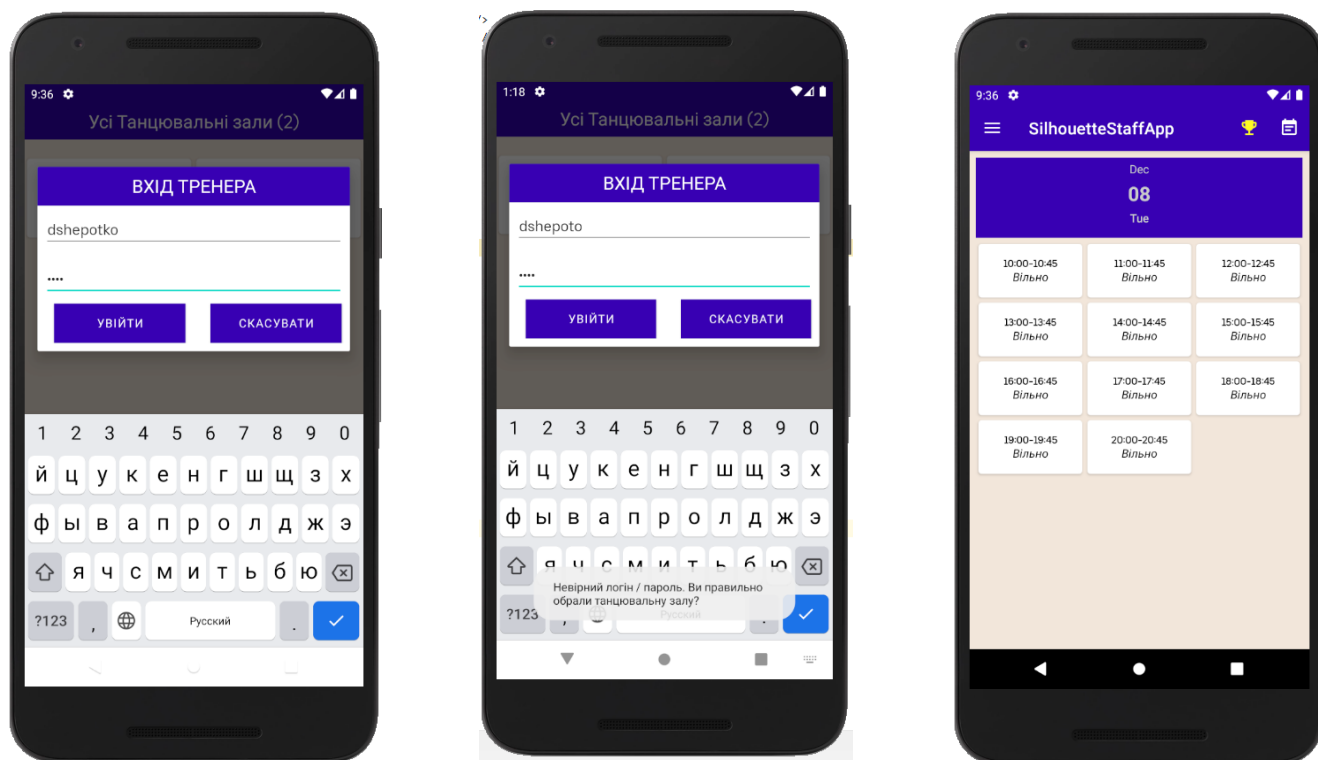 9:36
Усі Танцювальні зали (2)
ВХІД ТРЕНЕРА
dshepotko
····
УВІЙТИ СКАСУВАТИ
1 2 3 4 5 6 7 8 9 0
й ц у к е н г ш щ з х
ф ы в а п р о л д ж э
я ч с м и т ь б ю
?123 , Русский .
1:18
Усі Танцювальні зали (2)
ВХІД ТРЕНЕРА
dshepoto
····
УВІЙТИ СКАСУВАТИ
1 2 3 4 5 6 7 8 9 0
й ц у к е н г ш щ з х
ф ы в а п р о л д ж э
я ч с м и т ь б ю
Невірний логін / пароль. Ви правильно
обрали танцювальну залу?
?123 , Русский .
9:36
SilhouetteStaffApp
Dec
08
Tue
10:00-10:45 11:00-11:45 12:00-12:45
Вільно Вільно Вільно
13:00-13:45 14:00-14:45 15:00-15:45
Вільно Вільно Вільно
16:00-16:45 17:00-17:45 18:00-18:45
Вільно Вільно Вільно
19:00-19:45 20:00-20:45
Вільно Вільно